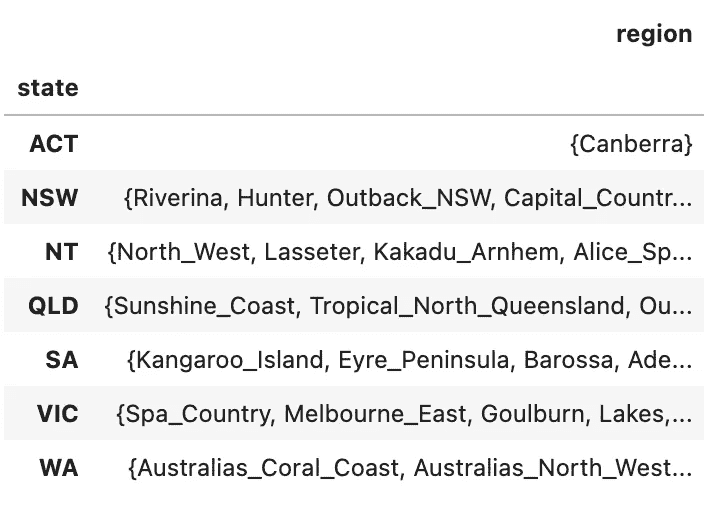 region
state
ACT {Canberra}
NSW {Riverina, Hunter, Outback_NSW, Capital_Countr...
NT {North_West, Lasseter, Kakadu_Arnhem, Alice_Sp...
QLD {Sunshine_Coast, Tropical_North_Queensland, Ou...
SA {Kangaroo_Island, Eyre_Peninsula, Barossa, Ade...
VIC {Spa_Country, Melbourne_East, Goulburn, Lakes,...
WA {Australias_Coral_Coast, Australias_North_West...